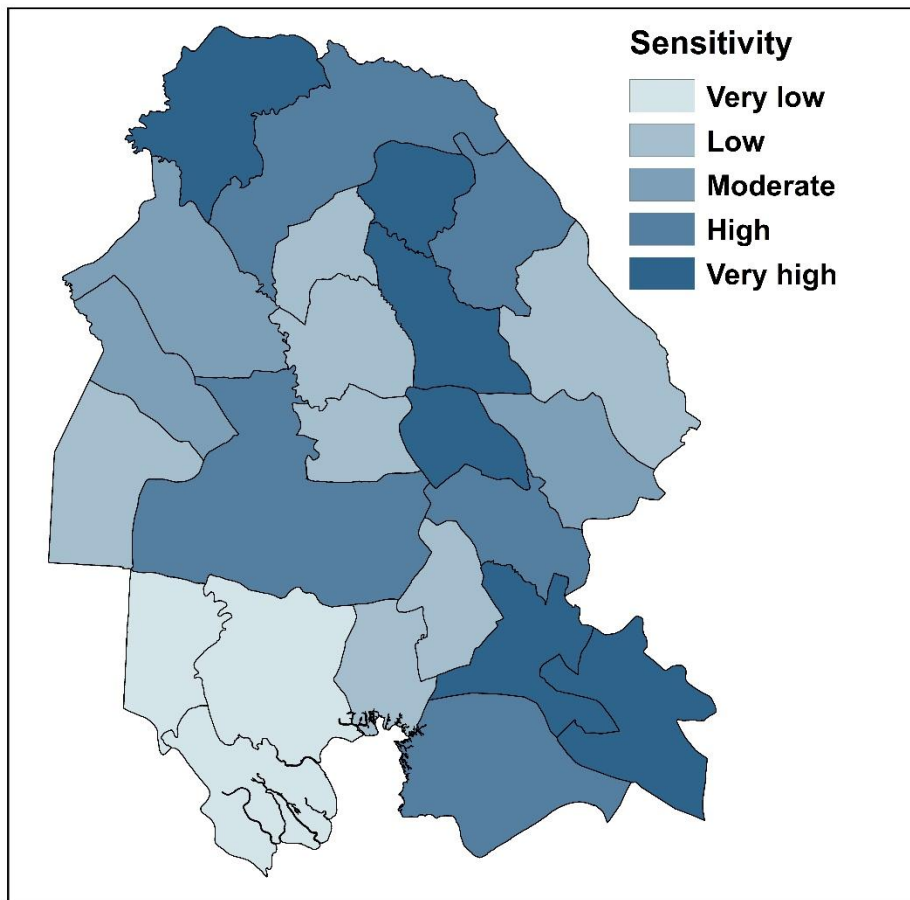 Sensitivity
Very low
Low
Moderate
High
Very high